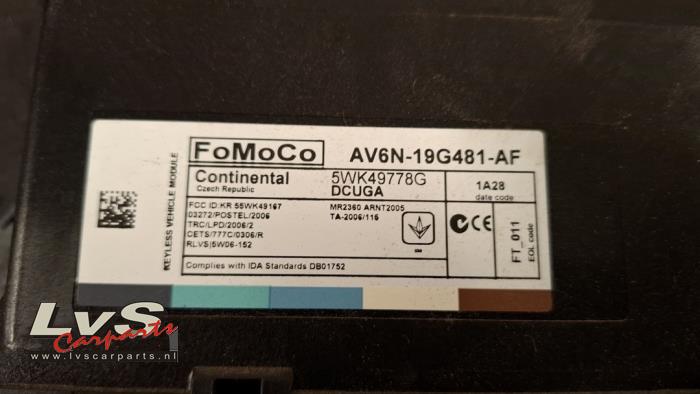 FoMoCo AV6N-19G481-AF
KEYLESS VEHICLE MODULE
Continental 5WK49778G
Czech Republic DCUGA
1A28
date code
FCC ID:KR 55WK49167 MR2360 ARNT2005
03272/POSTEL/2006 TA-2006/116
TRC/LPD/2006/2
CETS/777C/0306/R
RLVS|5W06-152
Complies with IDA Standards DB01752
CE
FT_011
EOL code
LvS
Carparts
www.lvscarparts.nl